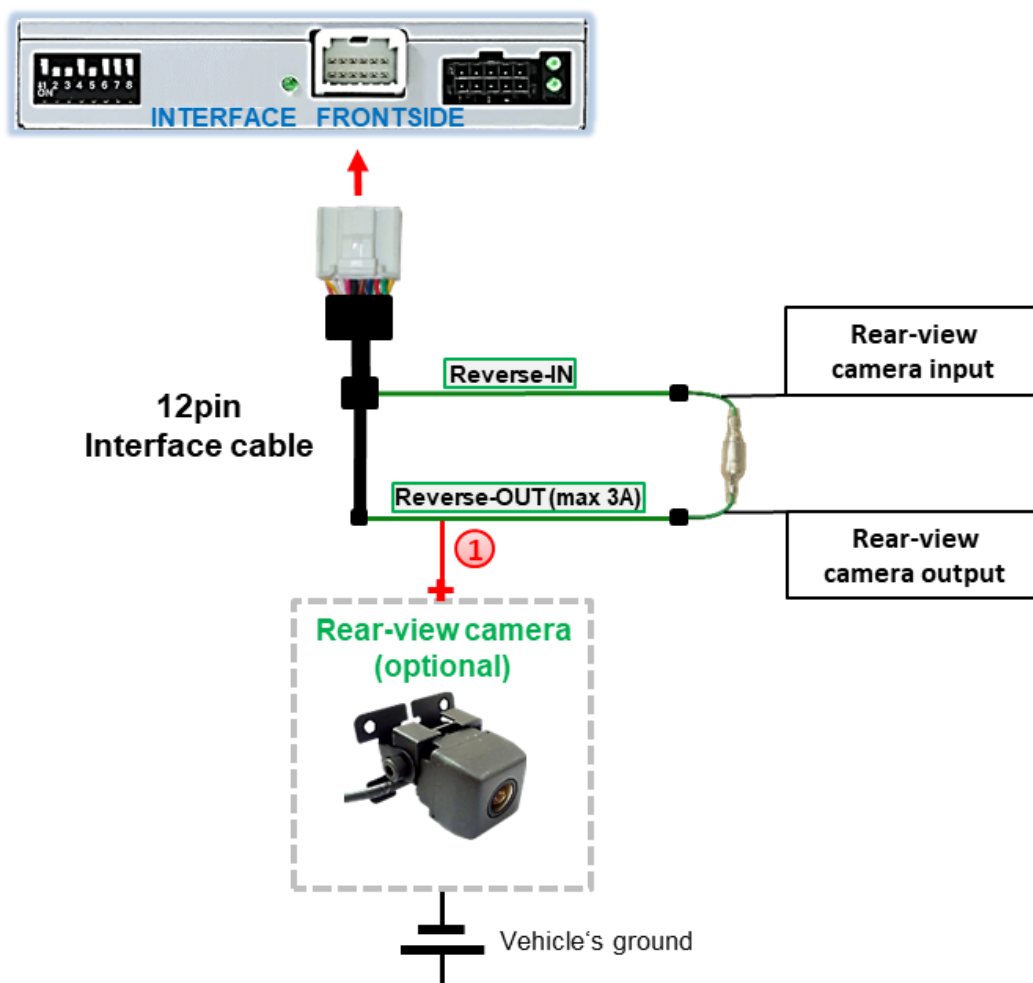 1 2 3 4 5 6 7 8
ON
INTERFACE FRONTSIDE
Reverse-IN
Rear-view
camera input
12pin
Interface cable
Reverse-OUT (max 3A)
1
Rear-view
camera output
Rear-view camera
(optional)
Vehicle‘s ground